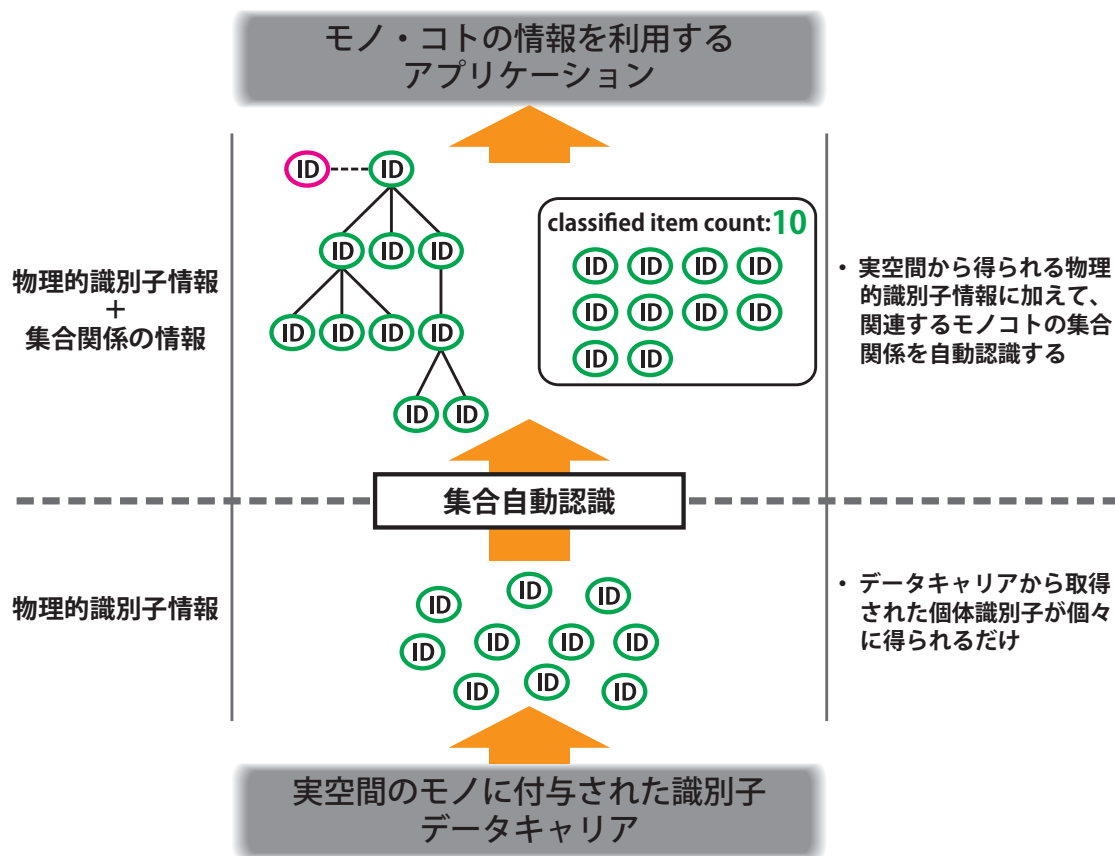 モノ・コトの情報を利用する
アプリケーション
ID ID
ID ID ID
ID ID ID ID
ID ID
classified item count:10
ID ID ID ID
ID ID ID ID
ID ID
物理的識別子情報
+
集合関係の情報
・ 実空間から得られる物理
的識別子情報に加えて、
関連するモノコトの集合
関係を自動認識する
集合自動認識
物理的識別子情報
ID ID ID
ID ID ID ID
ID ID ID
・ データキャリアから取得
された個体識別子が個々
に得られるだけ
実空間のモノに付与された識別子
データキャリア